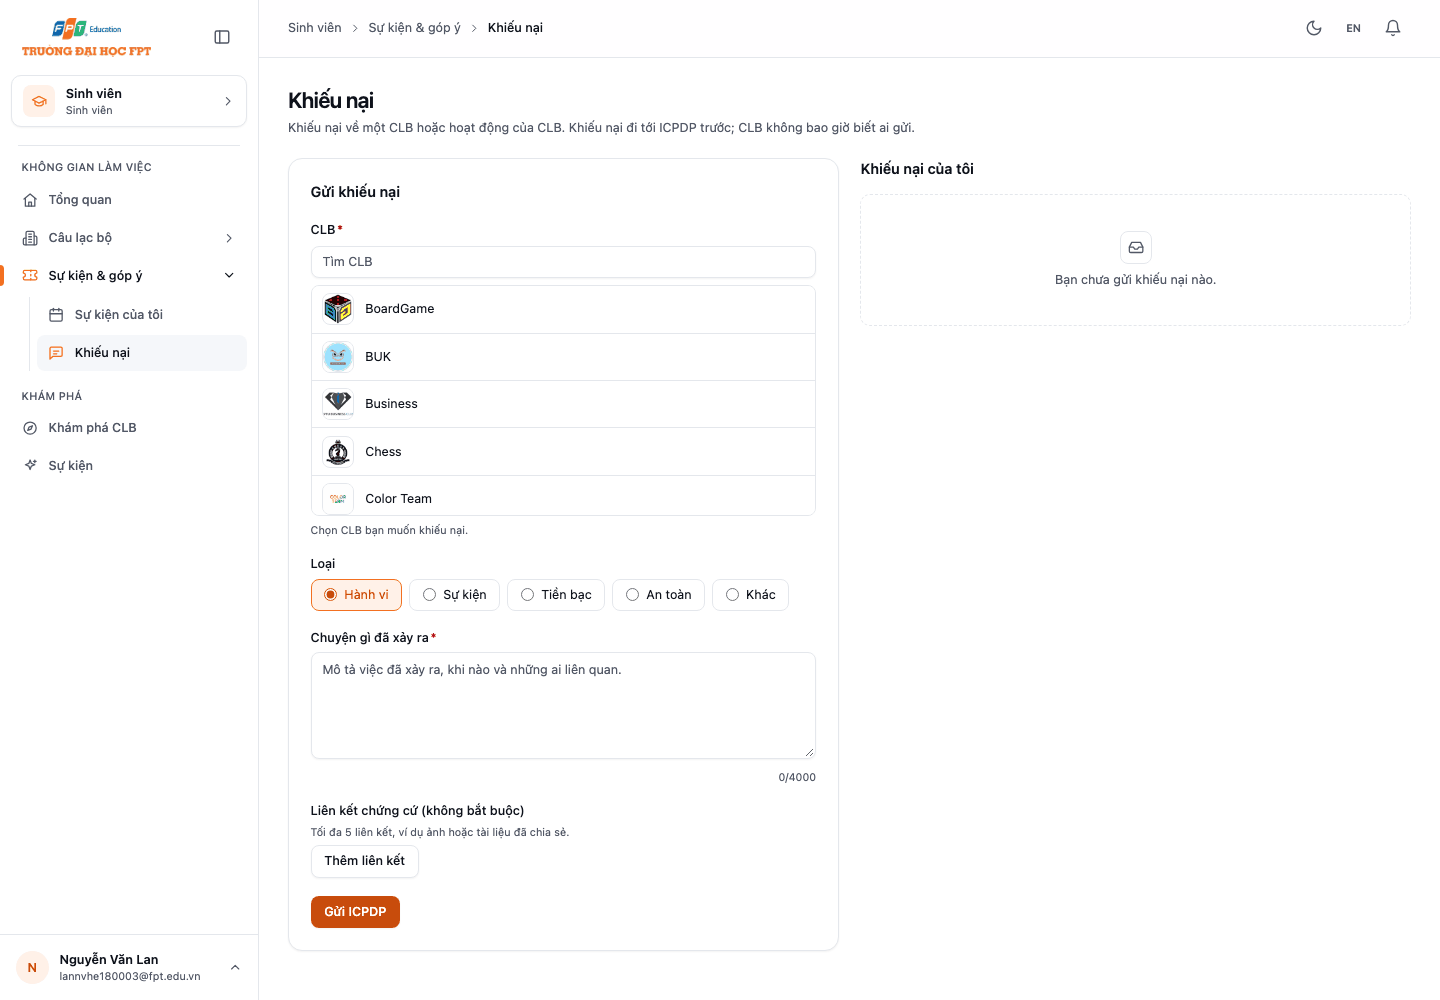 FPT Education
TRƯỜNG ĐẠI HỌC FPT
Sinh viên
Sinh viên
KHÔNG GIAN LÀM VIỆC
Tổng quan
Câu lạc bộ
Sự kiện & góp ý
Sự kiện của tôi
Khiếu nại
KHÁM PHÁ
Khám phá CLB
Sự kiện
Nguyễn Văn Lan
lannvhe180003@fpt.edu.vn
N
Sinh viên > Sự kiện & góp ý > Khiếu nại
EN
Khiếu nại
Khiếu nại về một CLB hoặc hoạt động của CLB. Khiếu nại đi tới ICPDP trước; CLB không bao giờ biết ai gửi.
Gửi khiếu nại
CLB*
Tìm CLB
BoardGame
BUK
Business
Chess
Color Team
Chọn CLB bạn muốn khiếu nại.
Loại
Hành vi
Sự kiện
Tiền bạc
An toàn
Khác
Chuyện gì đã xảy ra*
Mô tả việc đã xảy ra, khi nào và những ai liên quan.
0/4000
Liên kết chứng cứ (không bắt buộc)
Tối đa 5 liên kết, ví dụ ảnh hoặc tài liệu đã chia sẻ.
Thêm liên kết
Gửi ICPDP
Khiếu nại của tôi
Bạn chưa gửi khiếu nại nào.